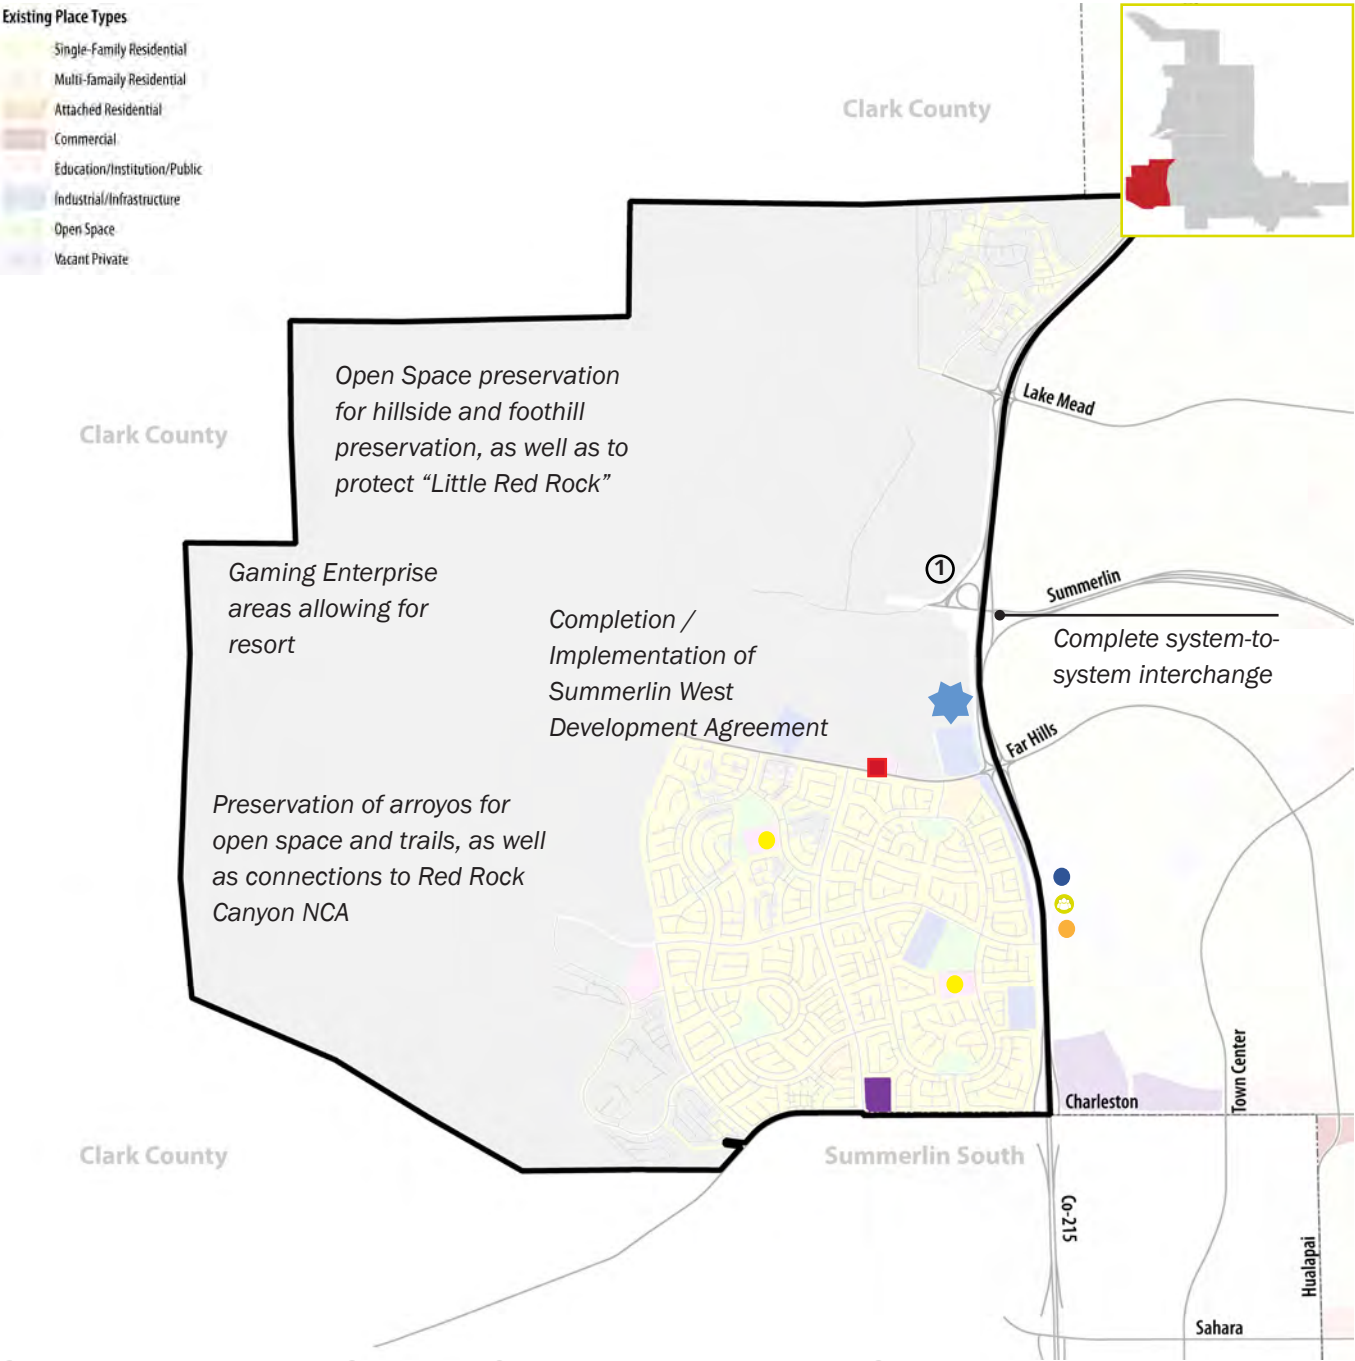 Existing Place Types
Single-Family Residential
Multi-famaily Residential
Attached Residential
Commercial
Education/Institution/Public
Industrial/Infrastructure
Open Space
Vacant Private
Clark County
Clark County
Open Space preservation
for hillside and foothill
preservation, as well as to
protect “Little Red Rock”
Lake Mead
1
Gaming Enterprise
areas allowing for
resort
Completion /
Implementation of
Summerlin West
Development Agreement
Summerlin
Complete system-to-
system interchange
Far Hills
Preservation of arroyos for
open space and trails, as well
as connections to Red Rock
Canyon NCA
Town Center
Charleston
Clark County
Summerlin South
Co-215
Hualapai
Sahara